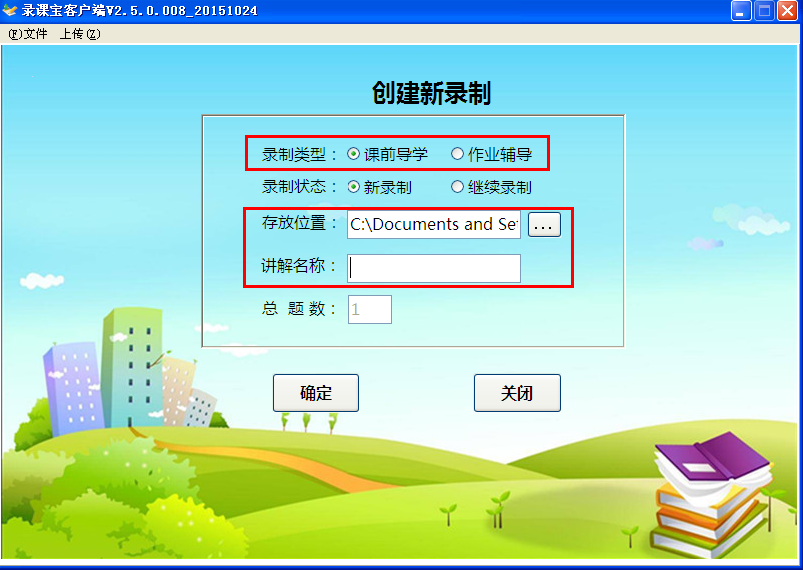 录课宝客户端V2.5.0.008_20151024
(F)文件 上传(Z)
创建新录制
录制类型： 课前导学 作业辅导
录制状态： 新录制 继续录制
存放位置： C:\Documents and Se ...
讲解名称：
总 题 数： 1
确定 关闭